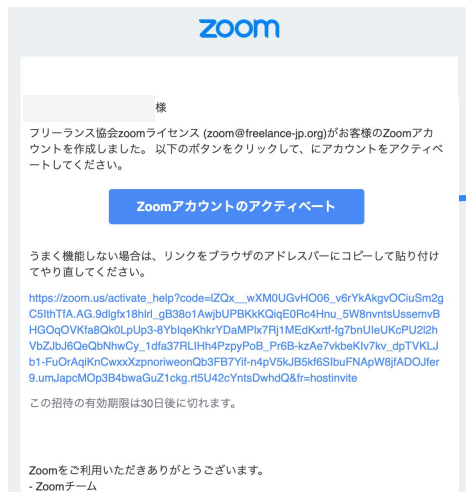 zoom
様
フリーランス協会zoomライセンス (zoom@freelance-jp.org)がお客様のZoomアカ
ウントを作成しました。 以下のボタンをクリックして、にアカウントをアクティベ
ートしてください。
Zoomアカウントのアクティベート
うまく機能しない場合は、リンクをブラウザのアドレスバーにコピーして貼り付け
てやり直してください。
https://zoom.us/activate_help?code=lZQx__wXM0UGvHO06_v6rYkAkgvOCiuSm2g
C5IthTfA.AG.9dlgfx18hlrl_gB38o1AwjbUPBKkKQiqE0Rc4Hnu_5W8nvntsUssemvB
HGOqOVKfa8Qk0LpUp3-8YbIqeKhkrYDaMPlx7Rj1MEdKxrtf-fg7bnUIeUKcPU2l2h
VbZJbJ6QeQbNhwCy_1dfa37RLIHh4PzpyPoB_Pr6B-kzAe7vkbeKIv7kv_dpTVKLJ
b1-FuOrAqiKnCwxxXzpnoriweonQb3FB7Yif-n4pV5kJB5kf6SIbuFNApW8jfADOJfer
9.umJapcMOp3B4bwaGuZ1ckg.rt5U42cYntsDwhdQ&fr=hostinvite
この招待の有効期限は30日後に切れます。
Zoomをご利用いただきありがとうございます。
- Zoomチーム